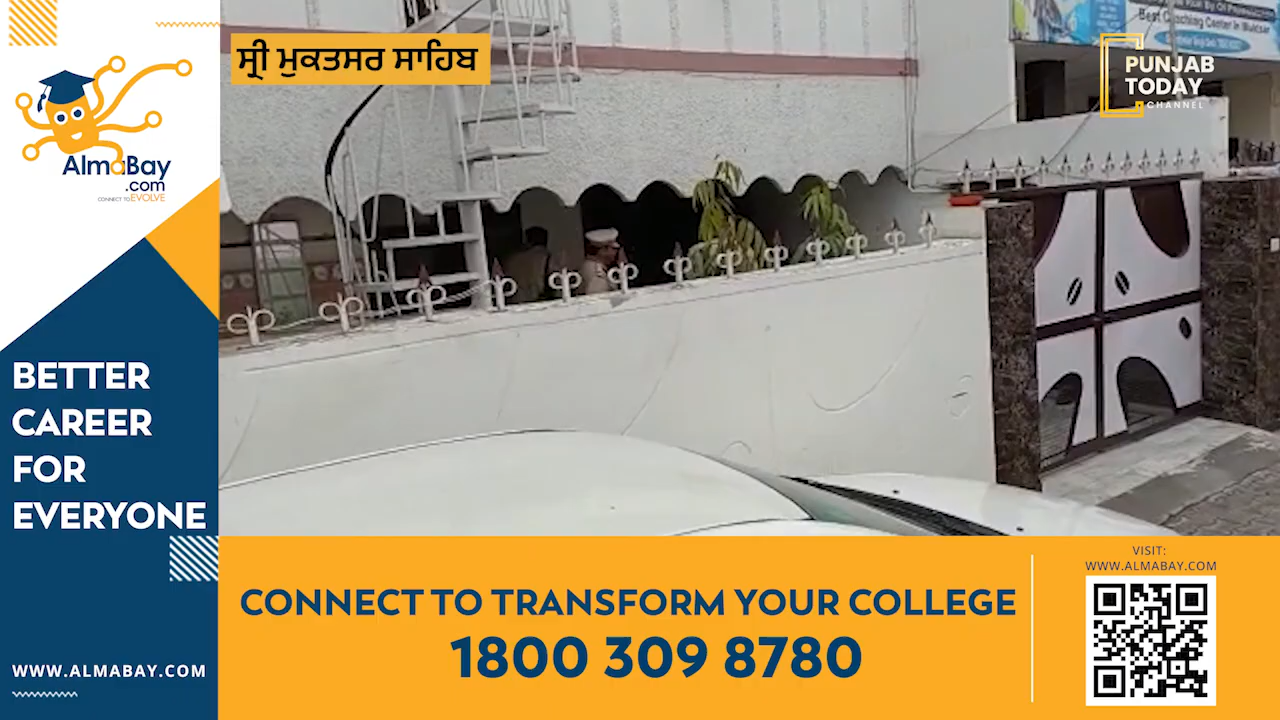 ਸ੍ਰੀ ਮੁਕਤਸਰ ਸਾਹਿਬ
PUNJAB
TODAY
CHANNEL
Best Coaching Center In Muktsar
AlmaBay
.com
CONNECT TO EVOLVE
BETTER
CAREER
FOR
EVERYONE
WWW.ALMABAY.COM
CONNECT TO TRANSFORM YOUR COLLEGE
1800 309 8780
VISIT:
WWW.ALMABAY.COM